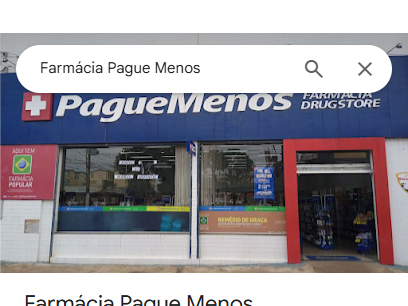 Farmácia Pague Menos
PagueMenos
FARMÁCIA
DRUGSTORE
AQUI TEM
FARMÁCIA
POPULAR
REMÉDIO DE GRAÇA
Farmácia Pague Menos